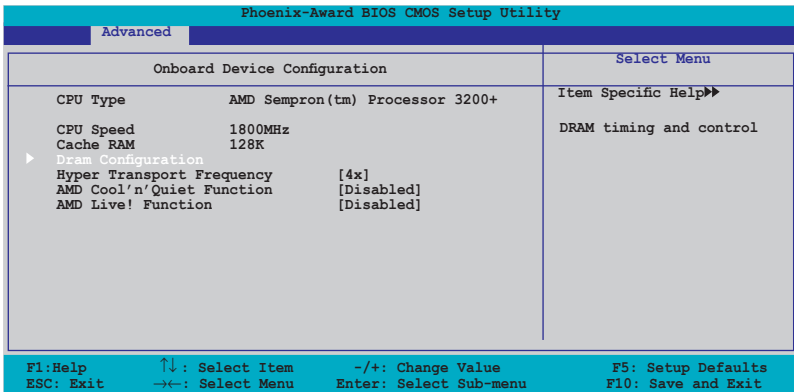 Phoenix-Award BIOS CMOS Setup Utility
Advanced
Onboard Device Configuration
Select Menu
CPU Type AMD Sempron(tm) Processor 3200+
Item Specific Help▶▶
CPU Speed 1800MHz
DRAM timing and control
Cache RAM 128K
▶ Dram Configuration
Hyper Transport Frequency [4x]
AMD Cool'n'Quiet Function [Disabled]
AMD Live! Function [Disabled]
F1:Help ↑↓: Select Item -/+: Change Value F5: Setup Defaults
ESC: Exit →←: Select Menu Enter: Select Sub-menu F10: Save and Exit